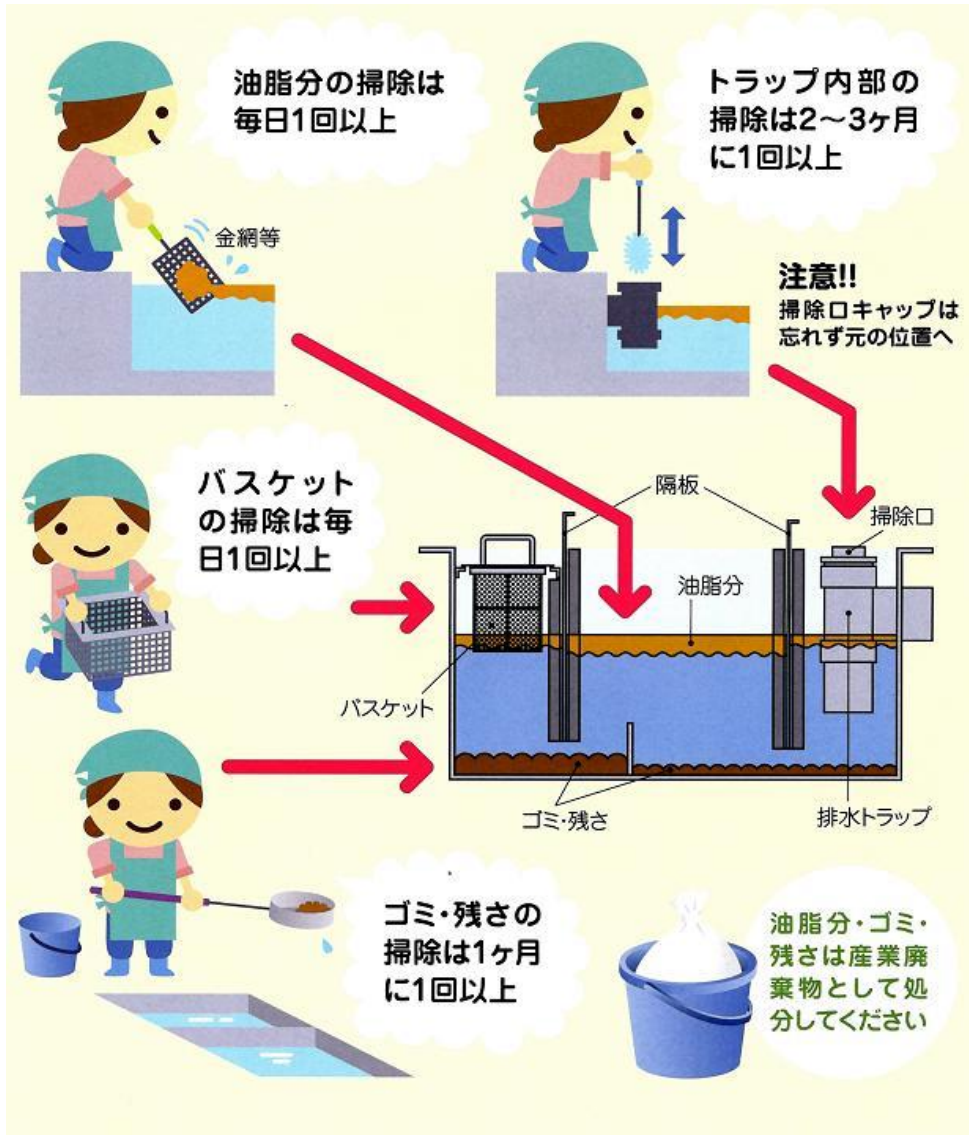 油脂分の掃除は
毎日1回以上
金網等
トラップ内部の
掃除は2〜3ヶ月
に1回以上
注意!!
掃除口キャップは
忘れず元の位置へ
バスケット
の掃除は毎
日1回以上
隔板
掃除口
油脂分
バスケット
ゴミ・残さ
排水トラップ
ゴミ・残さの
掃除は1ヶ月
に1回以上
油脂分・ゴミ・
残さは産業廃
棄物として処
分してください